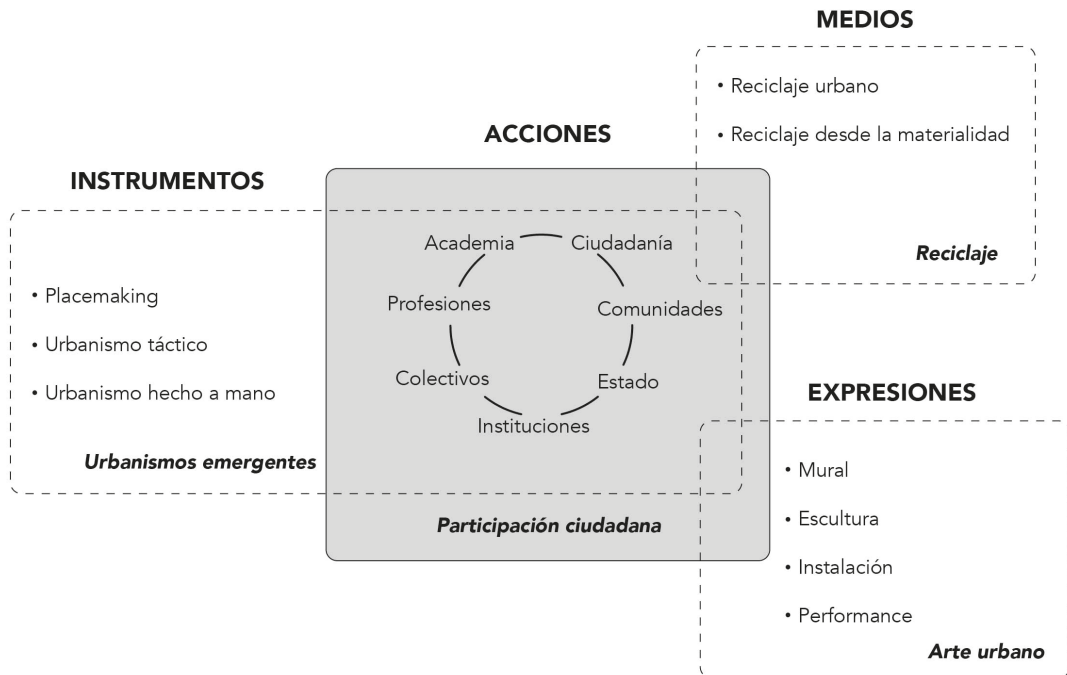 MEDIOS
• Reciclaje urbano
• Reciclaje desde la materialidad
Reciclaje
ACCIONES
Academia
Ciudadanía
Profesiones
Comunidades
Colectivos
Estado
Instituciones
Participación ciudadana
INSTRUMENTOS
• Placemaking
• Urbanismo táctico
• Urbanismo hecho a mano
Urbanismos emergentes
EXPRESIONES
• Mural
• Escultura
• Instalación
• Performance
Arte urbano